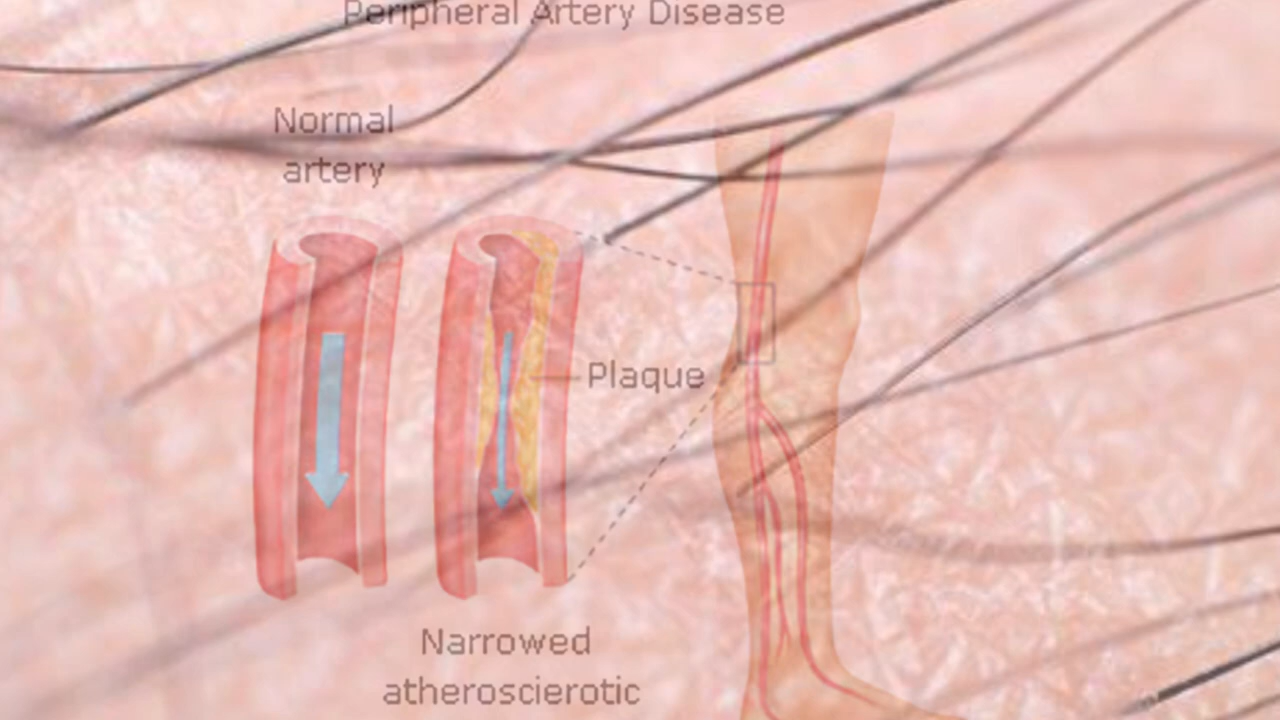 Peripheral Artery Disease
Normal
artery
Plaque
Narrowed
atheroscierotic